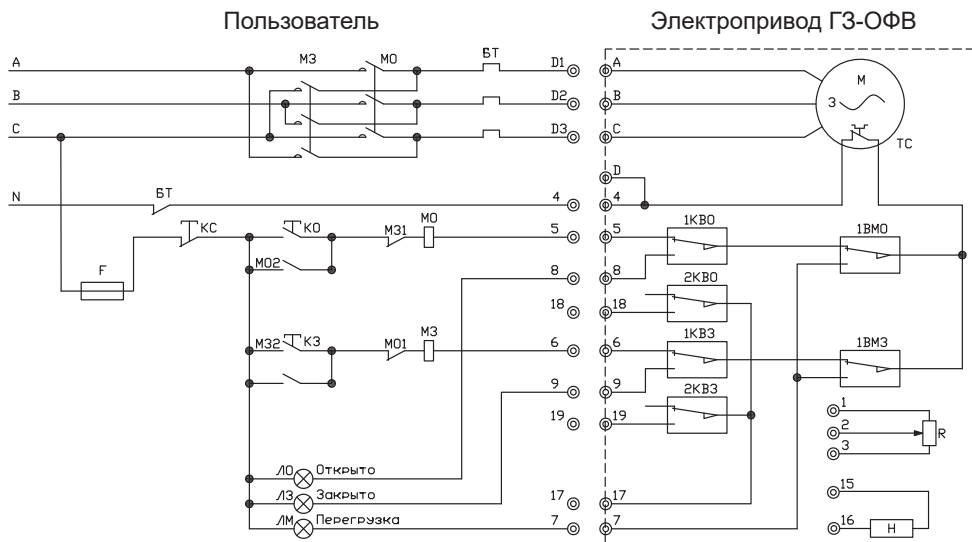 Пользователь
Электропривод ГЗ-ОФВ
A
МЗ
МО
БТ
D1
A
M
3
B
D2
B
C
D3
C
ТС
D
N
БТ
4
4
КС
КО
МЗ1
МО
5
5
1КВО
1ВМО
F
МО2
8
8
2КВО
18
18
МЗ2
КЗ
МО1
МЗ
6
6
1КВЗ
1ВМЗ
9
9
2КВЗ
19
19
1
2
3
R
ЛО
Открыто
ЛЗ
Закрыто
17
17
15
ЛМ
Перегрузка
7
7
16
H